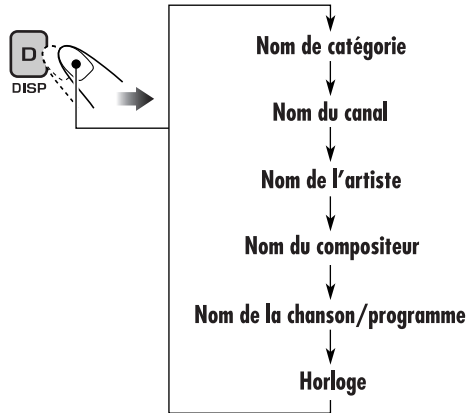 D
DISP
Nom de catégorie
Nom du canal
Nom de l'artiste
Nom du compositeur
Nom de la chanson/programme
Horloge